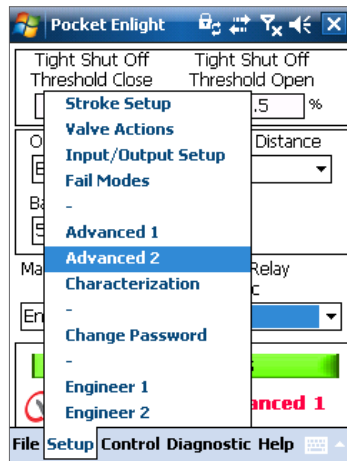 Pocket Enlight
Tight Shut Off Tight Shut Off
Threshold Close Threshold Open
.5 %
Distance
Stroke Setup
Valve Actions
Input/Output Setup
Fail Modes
-
Advanced 1
Advanced 2
Characterization
-
Change Password
-
Engineer 1
Engineer 2
Ba
Ma Relay
En
anced 1
File Setup Control Diagnostic Help